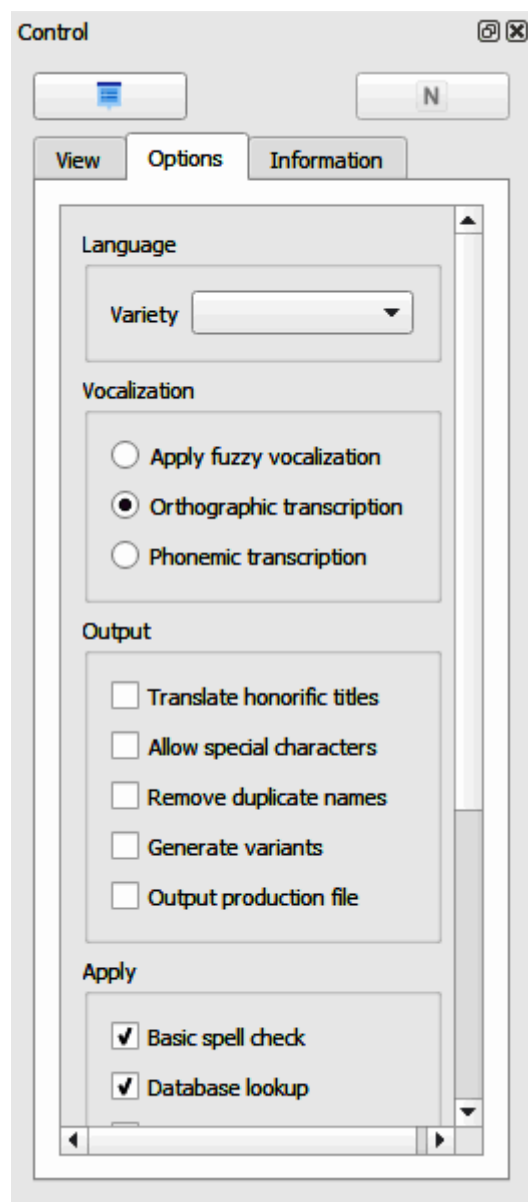 Control
N
View Options Information
Language
Variety
Vocalization
Apply fuzzy vocalization
Orthographic transcription
Phonemic transcription
Output
Translate honorific titles
Allow special characters
Remove duplicate names
Generate variants
Output production file
Apply
Basic spell check
Database lookup